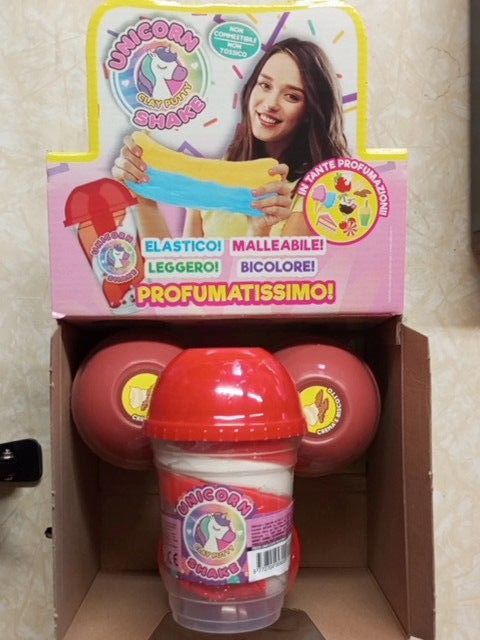 UNICORN
CLAY PUTTY
SHAKE
NON
COMMESTIBILE
NON
TOSSICO
IN TANTE PROFUMAZIONI!
UNICORN
ELASTICO! MALLEABILE!
LEGGERO! BICOLORE!
PROFUMATISSIMO!
UNICORN
CLAY PUTTY
SHAKE